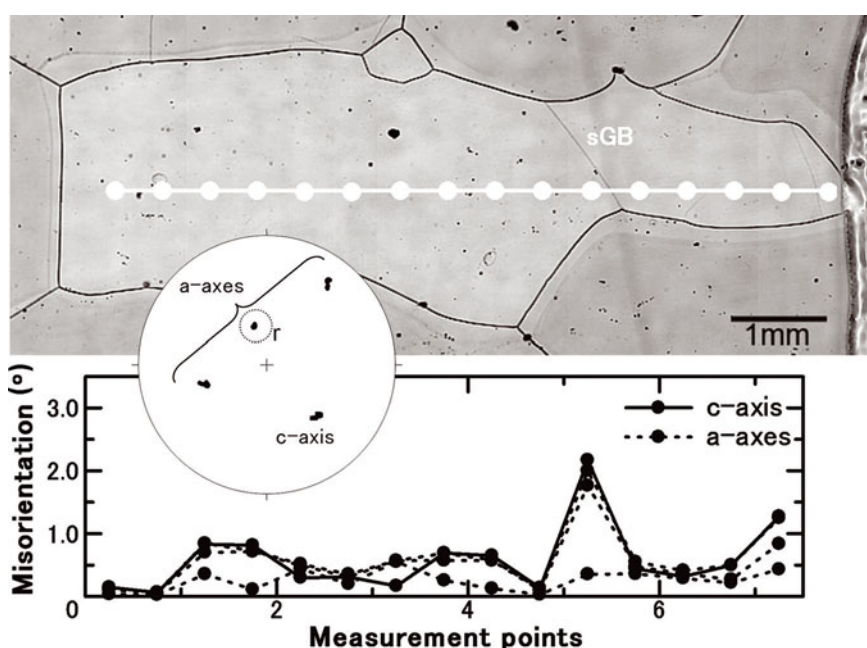 sGB
1mm
a-axes
r
c-axis
Misorientation (º)
3.0
2.0
1.0
0
c-axis
a-axes
2
4
6
Measurement points